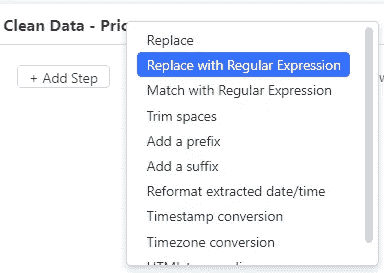 Clean Data - Pric
+ Add Step
Replace
Replace with Regular Expression
Match with Regular Expression
Trim spaces
Add a prefix
Add a suffix
Reformat extracted date/time
Timestamp conversion
Timezone conversion